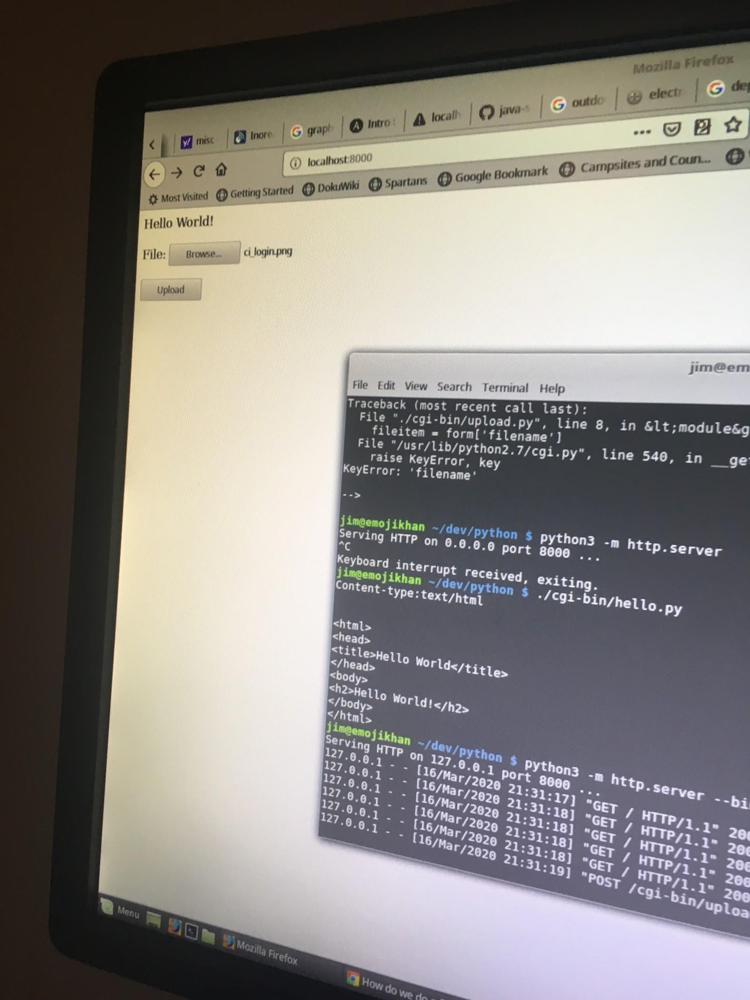 Mozilla Firefox
misc
Inore
graph
Intro
localh
java-s
outdo
electr
dep
localhost:8000
Most Visited
Getting Started
DokuWiki
Spartans
Google Bookmark
Campsites and Coun...
Hello World!
File: Browse... ci_login.png
Upload
jim@em
File Edit View Search Terminal Help
Traceback (most recent call last):
File "./cgi-bin/upload.py", line 8, in &lt;module&g
fileitem = form['filename']
File "/usr/lib/python2.7/cgi.py", line 540, in __ge
raise KeyError, key
KeyError: 'filename'
-->
jim@emojikhan ~/dev/python $ python3 -m http.server
Serving HTTP on 0.0.0.0 port 8000 ...
^C
Keyboard interrupt received, exiting.
jim@emojikhan ~/dev/python $ ./cgi-bin/hello.py
Content-type:text/html
<html>
<head>
<title>Hello World</title>
</head>
<body>
<h2>Hello World!</h2>
</body>
</html>
jim@emojikhan ~/dev/python $ python3 -m http.server --bi
Serving HTTP on 127.0.0.1 port 8000 ...
127.0.0.1 - - [16/Mar/2020 21:31:17] "GET / HTTP/1.1" 200
127.0.0.1 - - [16/Mar/2020 21:31:18] "GET / HTTP/1.1" 200
127.0.0.1 - - [16/Mar/2020 21:31:18] "GET / HTTP/1.1" 200
127.0.0.1 - - [16/Mar/2020 21:31:18] "GET / HTTP/1.1" 200
127.0.0.1 - - [16/Mar/2020 21:31:18] "GET / HTTP/1.1" 200
127.0.0.1 - - [16/Mar/2020 21:31:19] "POST /cgi-bin/uploa
Menu
Mozilla Firefox
How do we do